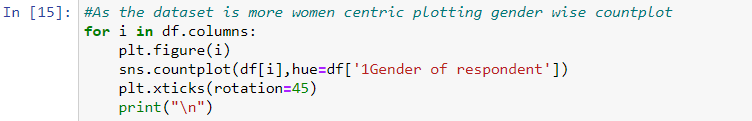 In [15]: #As the dataset is more women centric plotting gender wise countplot
for i in df.columns:
    plt.figure(i)
    sns.countplot(df[i],hue=df['1Gender of respondent'])
    plt.xticks(rotation=45)
    print("\n")